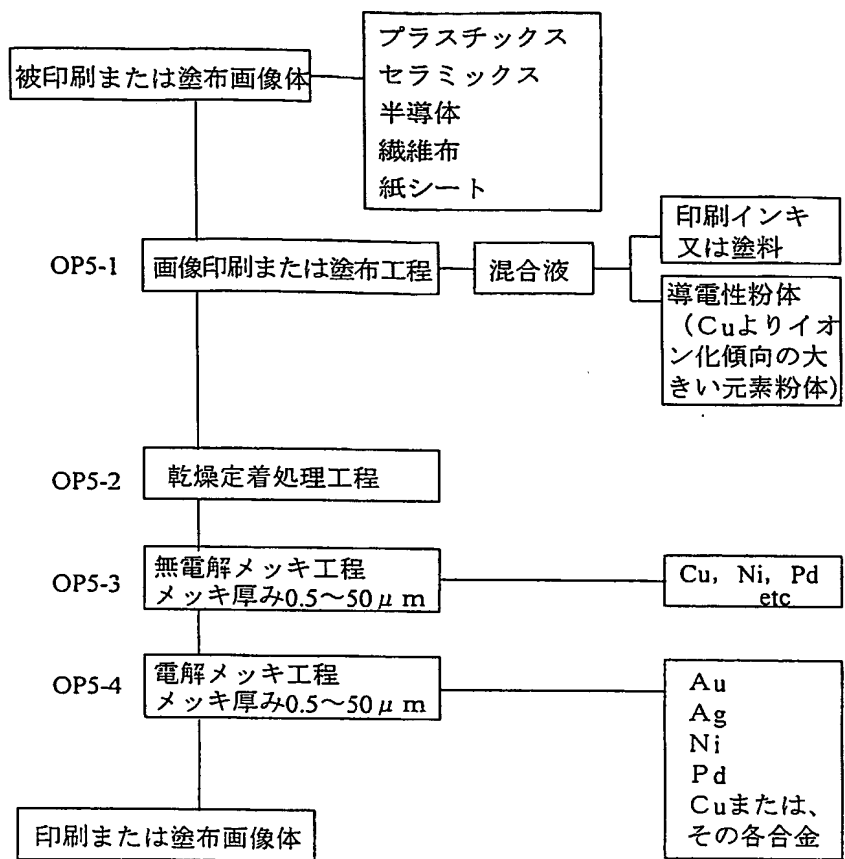 プラスチックス
セラミックス
半導体
繊維布
紙シート
被印刷または塗布画像体
OP5-1
画像印刷または塗布工程
混合液
印刷インキ
又は塗料
導電性粉体
（Cuよりイオ
ン化傾向の大
きい元素粉体）
OP5-2
乾燥定着処理工程
OP5-3
無電解メッキ工程
メッキ厚み0.5～50μm
Cu, Ni, Pd
etc
OP5-4
電解メッキ工程
メッキ厚み0.5～50μm
Au
Ag
Ni
Pd
Cuまたは、
その各合金
印刷または塗布画像体